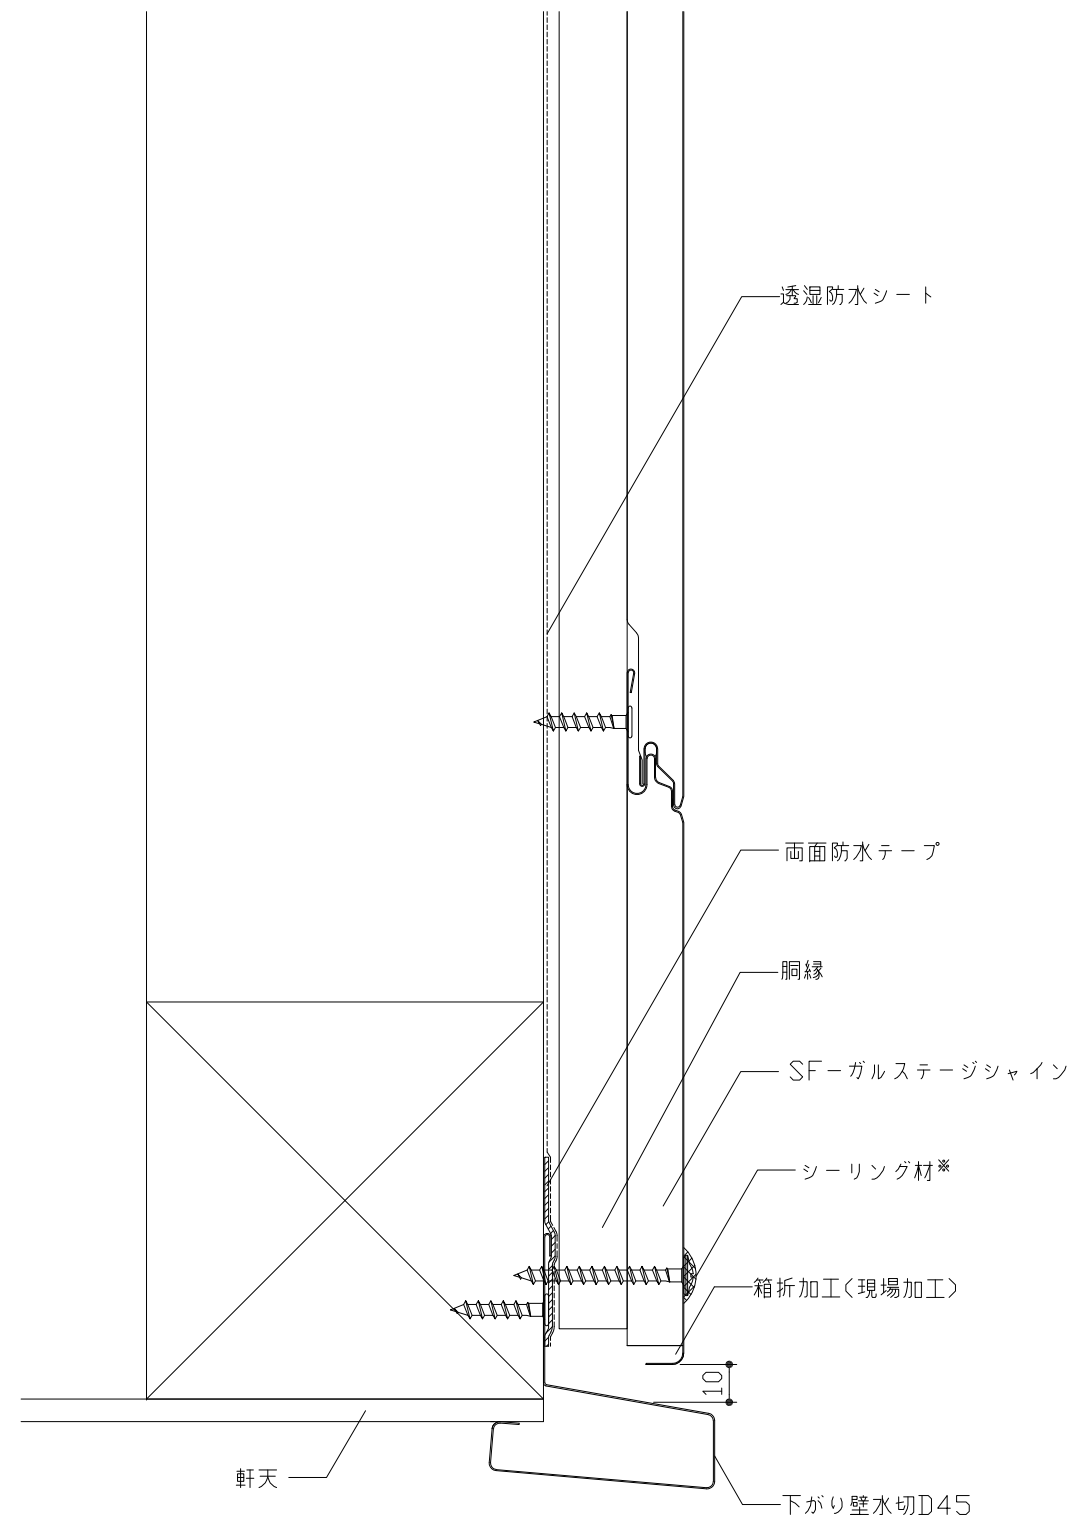 透湿防水シート
両面防水テープ
胴縁
SF－ガルステージシャイン
シーリング材※
箱折加工(現場加工)
10
軒天
下がり壁水切D45